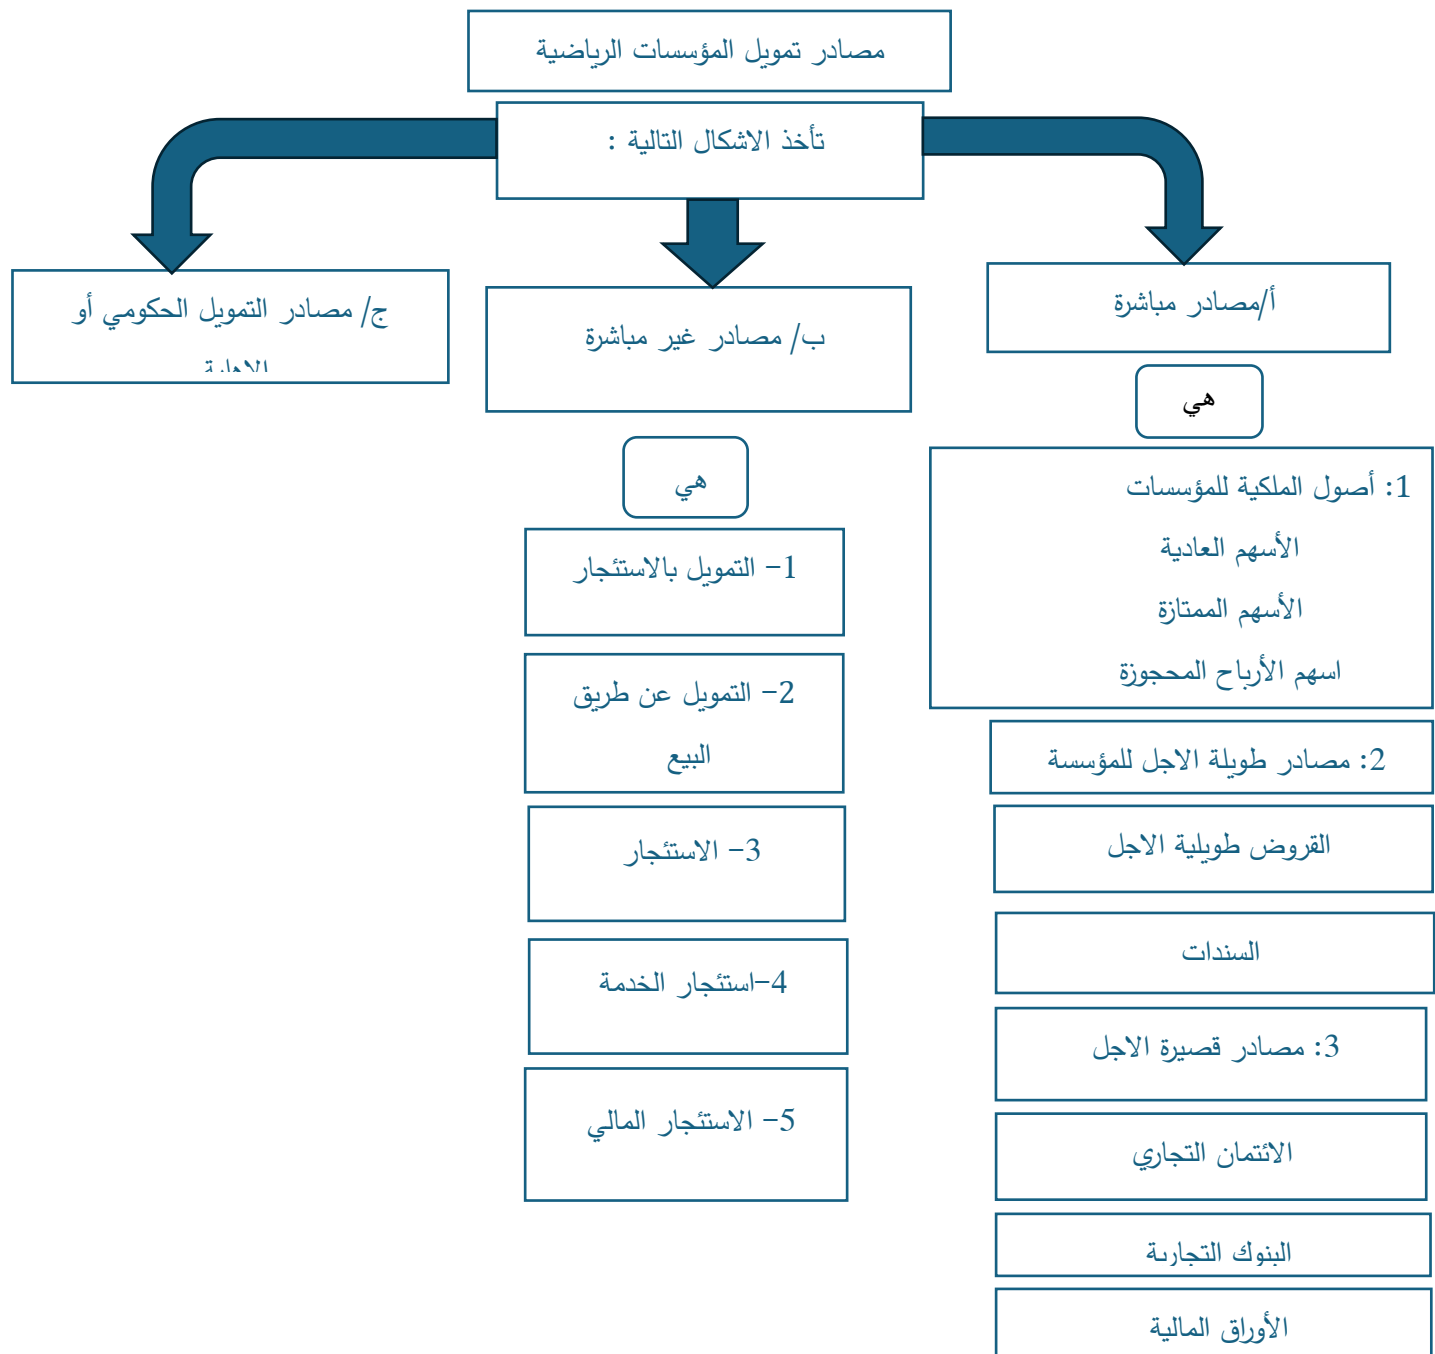 مصادر تمويل المؤسسات الرياضية
تأخذ الاشكال التالية :
أ/مصادر مباشرة
هي
1: أصول الملكية للمؤسسات
الأسهم العادية
الأسهم الممتازة
اسهم الأرباح المحجوزة
2: مصادر طويلة الاجل للمؤسسة
القروض طويلية الاجل
السندات
3: مصادر قصيرة الاجل
الائتمان التجاري
البنوك التجارية
الأوراق المالية
ب/ مصادر غير مباشرة
هي
1– التمويل بالاستئجار
2– التمويل عن طريق
البيع
3– الاستئجار
4–استئجار الخدمة
5– الاستئجار المالي
ج/ مصادر التمويل الحكومي أو